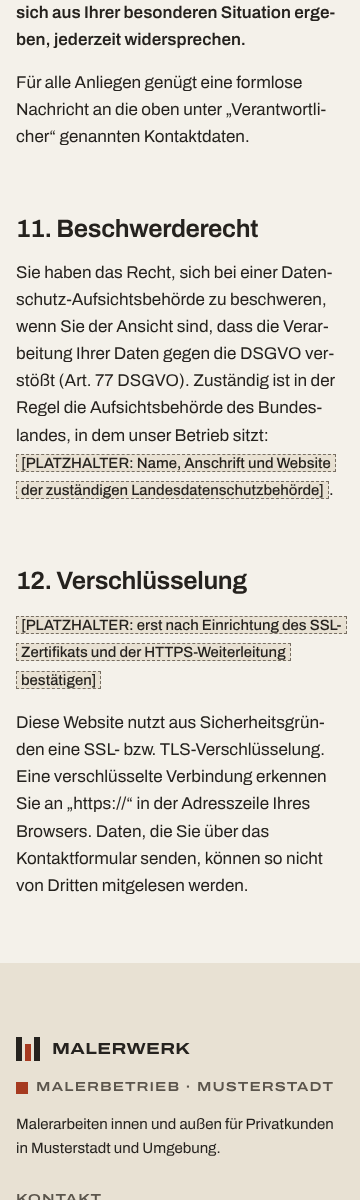 sich aus Ihrer besonderen Situation erge-
ben, jederzeit widersprechen.
Für alle Anliegen genügt eine formlose
Nachricht an die oben unter „Verantwortli-
cher“ genannten Kontaktdaten.
11. Beschwerderecht
Sie haben das Recht, sich bei einer Daten-
schutz-Aufsichtsbehörde zu beschweren,
wenn Sie der Ansicht sind, dass die Verar-
beitung Ihrer Daten gegen die DSGVO ver-
stößt (Art. 77 DSGVO). Zuständig ist in der
Regel die Aufsichtsbehörde des Bundes-
landes, in dem unser Betrieb sitzt:
[PLATZHALTER: Name, Anschrift und Website
der zuständigen Landesdatenschutzbehörde].
12. Verschlüsselung
[PLATZHALTER: erst nach Einrichtung des SSL-
Zertifikats und der HTTPS-Weiterleitung
bestätigen]
Diese Website nutzt aus Sicherheitsgrün-
den eine SSL- bzw. TLS-Verschlüsselung.
Eine verschlüsselte Verbindung erkennen
Sie an „https://“ in der Adresszeile Ihres
Browsers. Daten, die Sie über das
Kontaktformular senden, können so nicht
von Dritten mitgelesen werden.
MALERWERK
MALERBETRIEB · MUSTERSTADT
Malerarbeiten innen und außen für Privatkunden
in Musterstadt und Umgebung.
KONTAKT